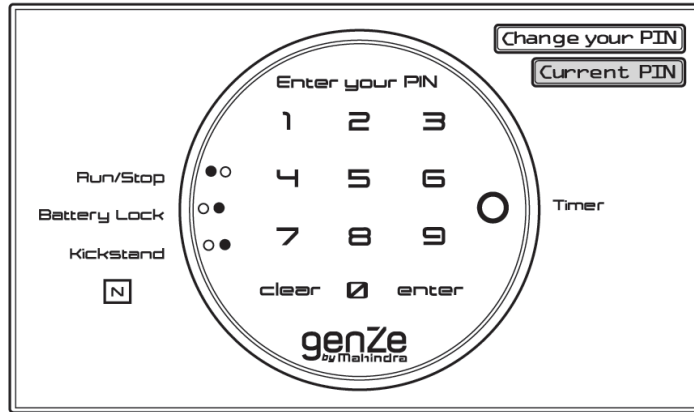 Change your PIN
Current PIN
Enter your PIN
1 2 3
Run/Stop
4 5 6
Battery Lock
Timer
Kickstand
7 8 9
N
clear 0 enter
genZe
by Mahindra